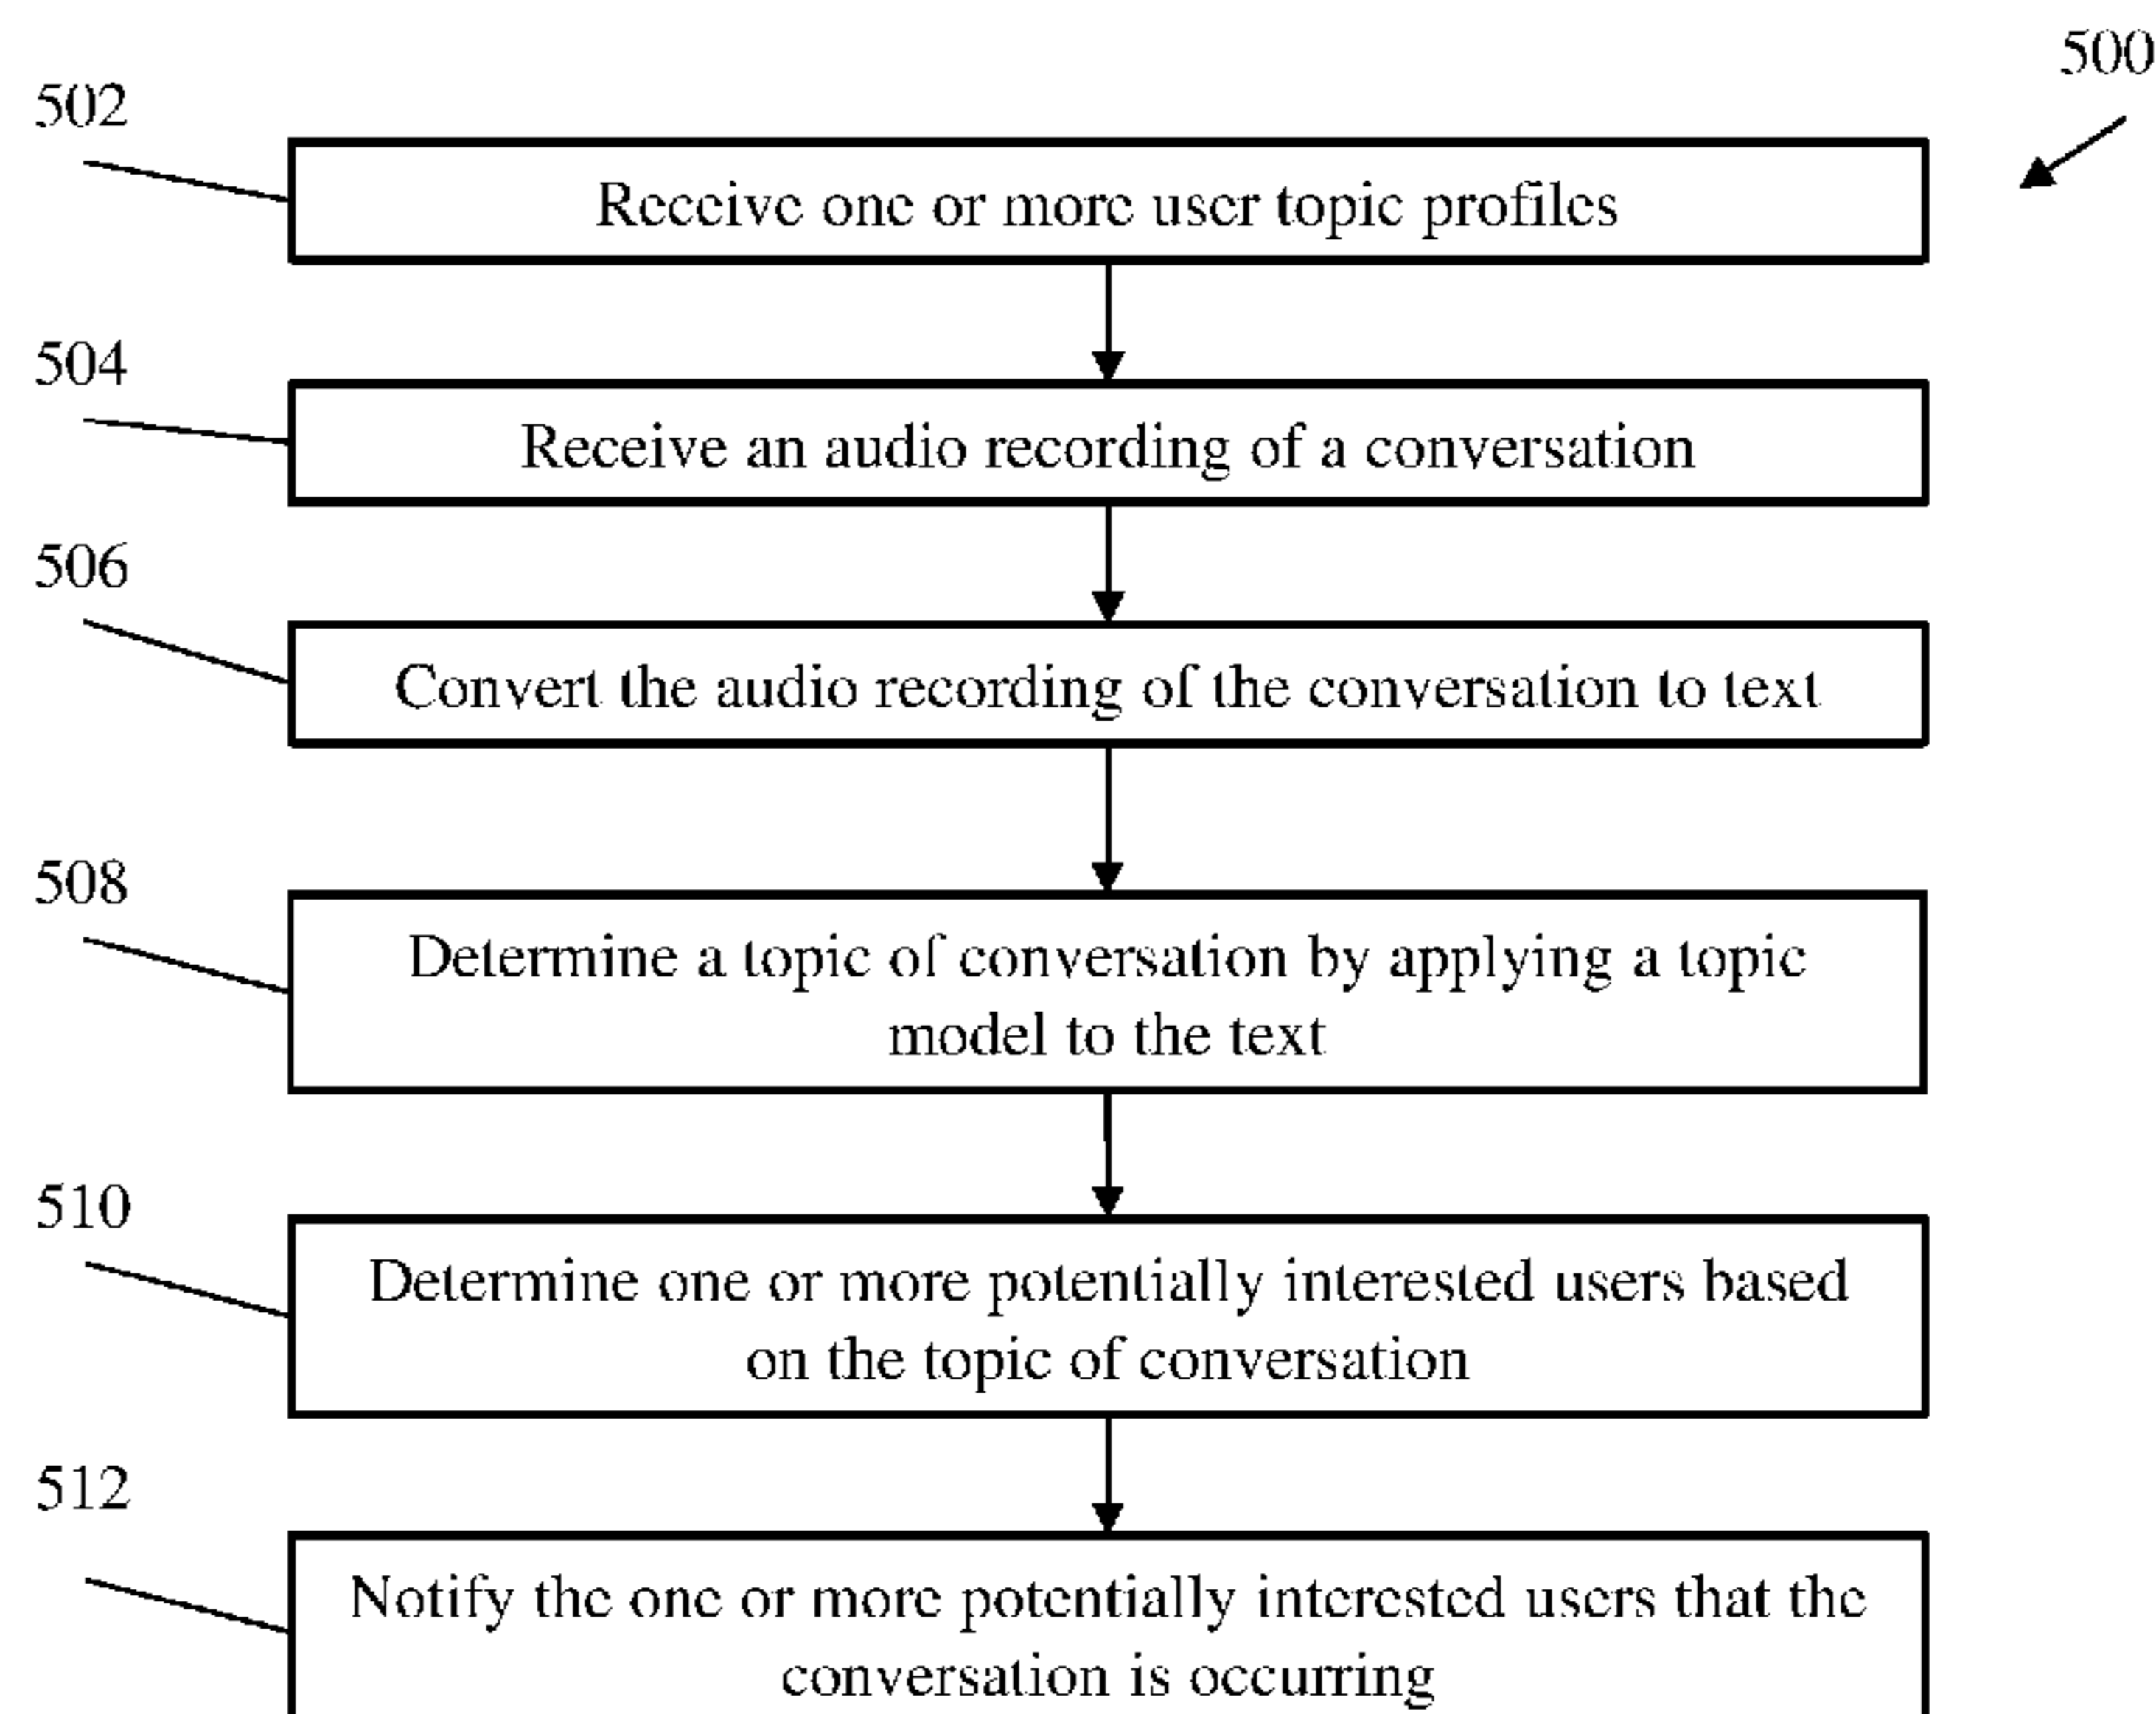 500
502
Receive one or more user topic profiles
504
Receive an audio recording of a conversation
506
Convert the audio recording of the conversation to text
508
Determine a topic of conversation by applying a topic
model to the text
510
Determine one or more potentially interested users based
on the topic of conversation
512
Notify the one or more potentially interested users that the
conversation is occurring